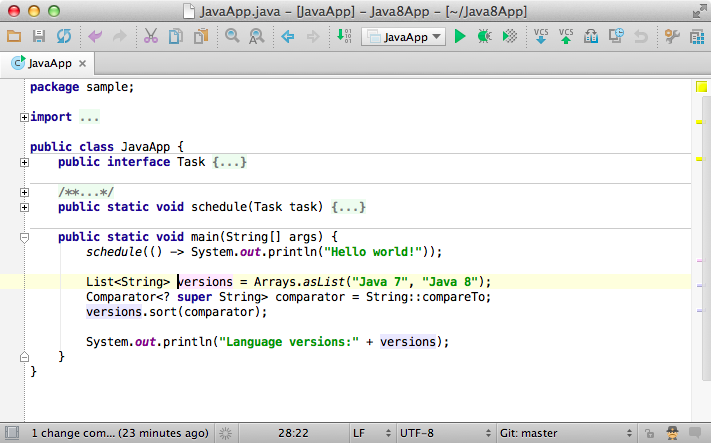 JavaApp.java – [JavaApp] – Java8App – [~/Java8App]
JavaApp VCS VCS
JavaApp
package sample;
import ...
public class JavaApp {
public interface Task {...}
/**...*/
public static void schedule(Task task) {...}
public static void main(String[] args) {
schedule(() -> System.out.println("Hello world!"));
List<String> versions = Arrays.asList("Java 7", "Java 8");
Comparator<? super String> comparator = String::compareTo;
versions.sort(comparator);
System.out.println("Language versions:" + versions);
}
}
1 change com... (23 minutes ago) 28:22 LF UTF-8 Git: master